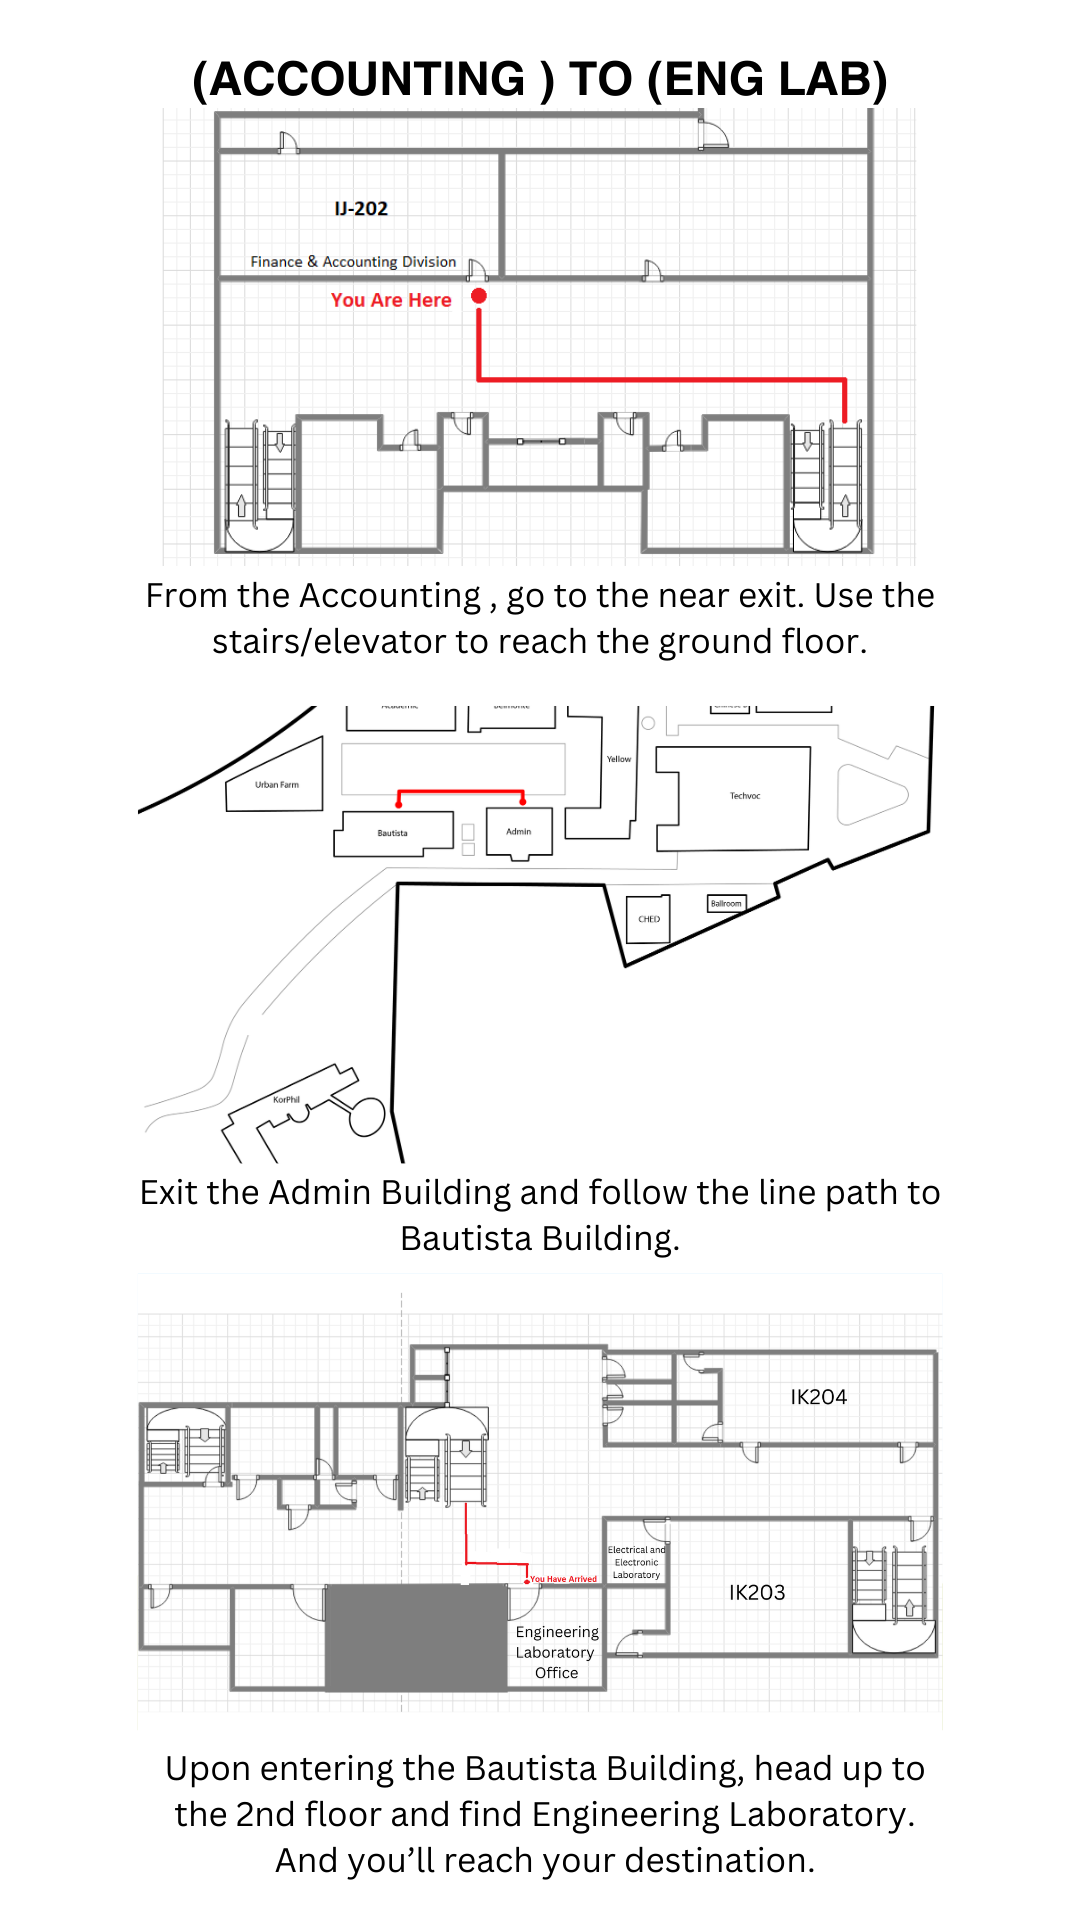 (ACCOUNTING ) TO (ENG LAB)
IJ-202
Finance & Accounting Division
You Are Here
From the Accounting , go to the near exit. Use the
stairs/elevator to reach the ground floor.
Academic
Belmonte
Urban Farm
Yellow
Techvoc
Bautista
Admin
CHED
Ballroom
KorPhil
Exit the Admin Building and follow the line path to
Bautista Building.
IK204
Electrical and
Electronic
Laboratory
You Have Arrived
IK203
Engineering
Laboratory
Office
Upon entering the Bautista Building, head up to
the 2nd floor and find Engineering Laboratory.
And you’ll reach your destination.